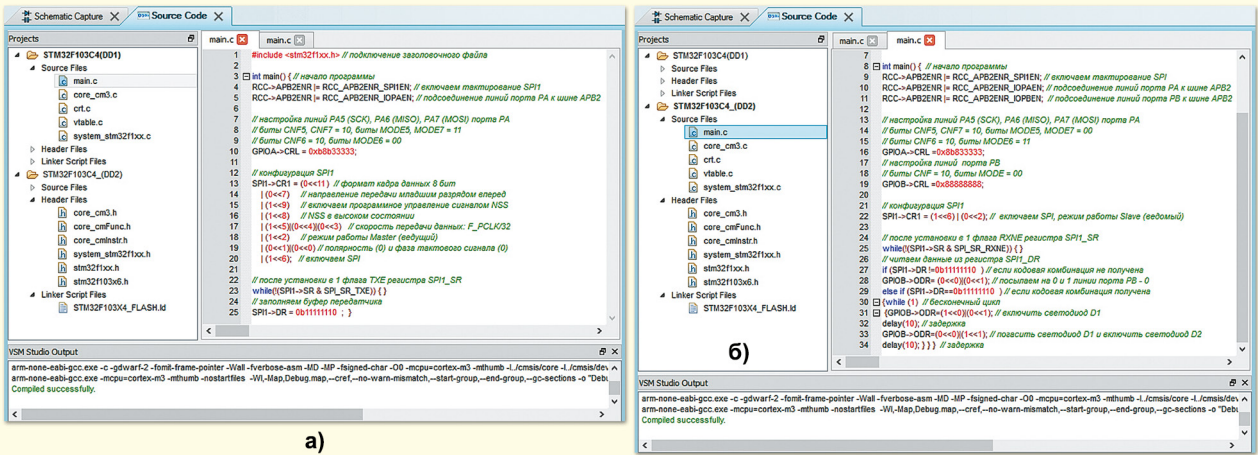 Schematic Capture X Source Code X
Projects
STM32F103C4(DD1)
Source Files
main.c
core_cm3.c
crt.c
vtable.c
system_stm32f1xx.c
Header Files
Linker Script Files
STM32F103C4_(DD2)
Source Files
Header Files
core_cm3.h
core_cmFunc.h
core_cmInstr.h
stm32f1xx.h
stm32f103x6.h
Linker Script Files
STM32F103X4_FLASH.ld
main.c main.c
1 #include <stm32f1xx.h> // подключение заголовочного файла
2
3 int main() { // начало программы
4 RCC->APB2ENR |= RCC_APB2ENR_SPI1EN; // включаем тактирование SPI1
5 RCC->APB2ENR |= RCC_APB2ENR_IOPAEN; // подсоединение линий порта PA к шине APB2
6
7 // настройка линий PA5 (SCK), PA6 (MISO), PA7 (MOSI) порта PA
8 // биты CNF5, CNF7 = 10, биты MODE5, MODE7 = 11
9 // биты CNF6 = 10, биты MODE6 = 00
10 GPIOA->CRL = 0xb8b33333;
11
12 // конфигурация SPI1
13 SPI1->CR1 = (0<<11) // формат кадра данных 8 бит
14 | (0<<7) // направление передачи младшим разрядом вперед
15 | (1<<9) // включаем программное управление сигналом NSS
16 | (1<<8) // NSS в высоком состоянии
17 | (1<<5)|(0<<4)|(0<<3) // скорость передачи данных: F_PCLK/32
18 | (1<<2) // режим работы Master (ведущий)
19 | (0<<1)|(0<<0) // полярность (0) и фаза тактового сигнала (0)
20 | (1<<6); // включаем SPI
21
22 // после установки в 1 флага TXE регистра SPI1_SR
23 while(!(SPI1->SR & SPI_SR_TXE)) { }
24 // заполняем буфер передатчика
25 SPI1->DR = 0b11111110 ; }
VSM Studio Output
arm-none-eabi-gcc.exe -c -gdwarf-2 -fomit-frame-pointer -Wall -fverbose-asm -MD -MP -fsigned-char -O0 -mcpu=cortex-m3 -mthumb -I../cmsis/core -I../cmsis/dev
arm-none-eabi-gcc.exe -mcpu=cortex-m3 -mthumb -nostartfiles -Wl,-Map,Debug.map,--cref,--no-warn-mismatch,--start-group,--end-group,--gc-sections -o "Debu
Compiled successfully.
а)
Schematic Capture X Source Code X
Projects
STM32F103C4(DD1)
Source Files
Header Files
Linker Script Files
STM32F103C4_(DD2)
Source Files
main.c
core_cm3.c
crt.c
vtable.c
system_stm32f1xx.c
Header Files
core_cm3.h
core_cmFunc.h
core_cmInstr.h
stm32f1xx.h
stm32f103x6.h
Linker Script Files
STM32F103X4_FLASH.ld
main.c main.c
7
8 int main() { // начало программы
9 RCC->APB2ENR |= RCC_APB2ENR_SPI1EN; // включаем тактирование SPI
10 RCC->APB2ENR |= RCC_APB2ENR_IOPAEN; // подсоединение линий порта PA к шине APB2
11 RCC->APB2ENR |= RCC_APB2ENR_IOPBEN; // подсоединение линий порта PB к шине APB2
12
13 // настройка линий PA5 (SCK), PA6 (MISO), PA7 (MOSI) порта PA
14 // биты CNF5, CNF7 = 10, биты MODE5, MODE7 = 00
15 // биты CNF6 = 10, биты MODE6 = 11
16 GPIOA->CRL =0x8b833333;
17 // настройка линий порта PB
18 // биты CNF = 10, биты MODE = 00
19 GPIOB->CRL =0x88888888;
20
21 // конфигурация SPI1
22 SPI1->CR1 = (1<<6) | (0<<2); // включаем SPI, режим работы Slave (ведомый)
23
24 // после установки в 1 флага RXNE регистра SPI1_SR
25 while(!(SPI1->SR & SPI_SR_RXNE)) { }
26 // читаем данные из регистра SPI1_DR
27 if (SPI1->DR !=0b11111110 ) // если кодовая комбинация не получена
28 GPIOB->ODR= (0<<0)|(0<<1); // посылаем на 0 и 1 линии порта PB - 0
29 else if (SPI1->DR==0b11111110 ) // если кодовая комбинация получена
30 {while (1) // бесконечный цикл
31 {GPIOB->ODR=(1<<0)|(0<<1); // включить светодиод D1
32 delay(10); // задержка
33 GPIOB->ODR=(0<<0)|(1<<1); // погасить светодиод D1 и включить светодиод D2
34 delay(10); } } } // задержка
б)
VSM Studio Output
arm-none-eabi-gcc.exe -c -gdwarf-2 -fomit-frame-pointer -Wall -fverbose-asm -MD -MP -fsigned-char -O0 -mcpu=cortex-m3 -mthumb -I../cmsis/core -I../cmsis/dev
arm-none-eabi-gcc.exe -mcpu=cortex-m3 -mthumb -nostartfiles -Wl,-Map,Debug.map,--cref,--no-warn-mismatch,--start-group,--end-group,--gc-sections -o "Debu
Compiled successfully.